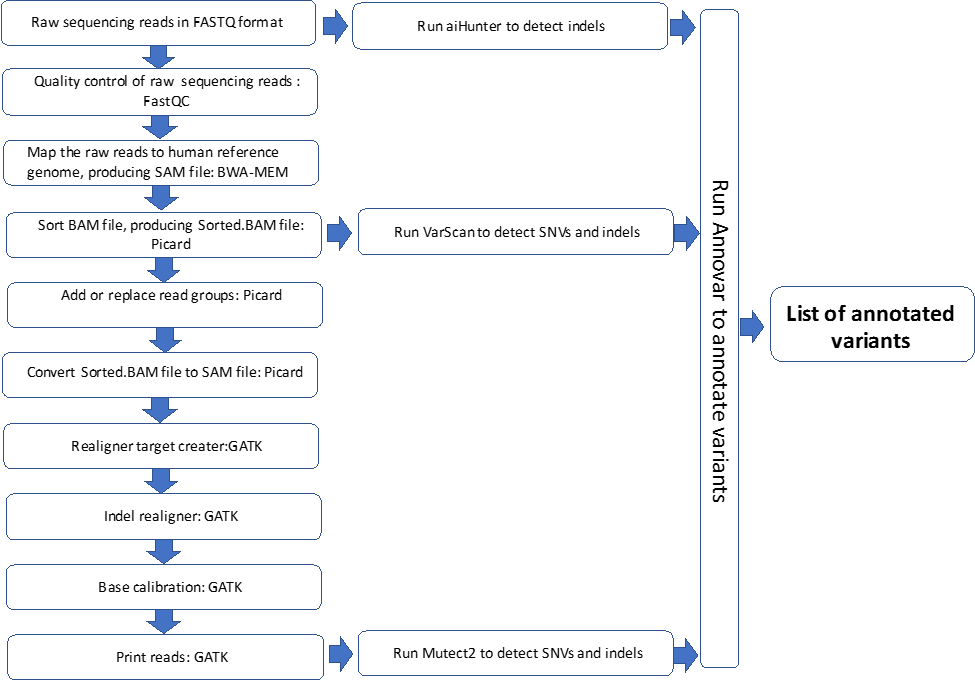 Raw sequencing reads in FASTQ format
Run aiHunter to detect indels
Quality control of raw sequencing reads :
FastQC
Map the raw reads to human reference
genome, producing SAM file: BWA-MEM
Sort BAM file, producing Sorted.BAM file:
Picard
Run VarScan to detect SNVs and indels
Add or replace read groups: Picard
Convert Sorted.BAM file to SAM file: Picard
Realigner target creater:GATK
Indel realigner: GATK
Base calibration: GATK
Print reads: GATK
Run Mutect2 to detect SNVs and indels
Run Annovar to annotate variants
List of annotated
variants